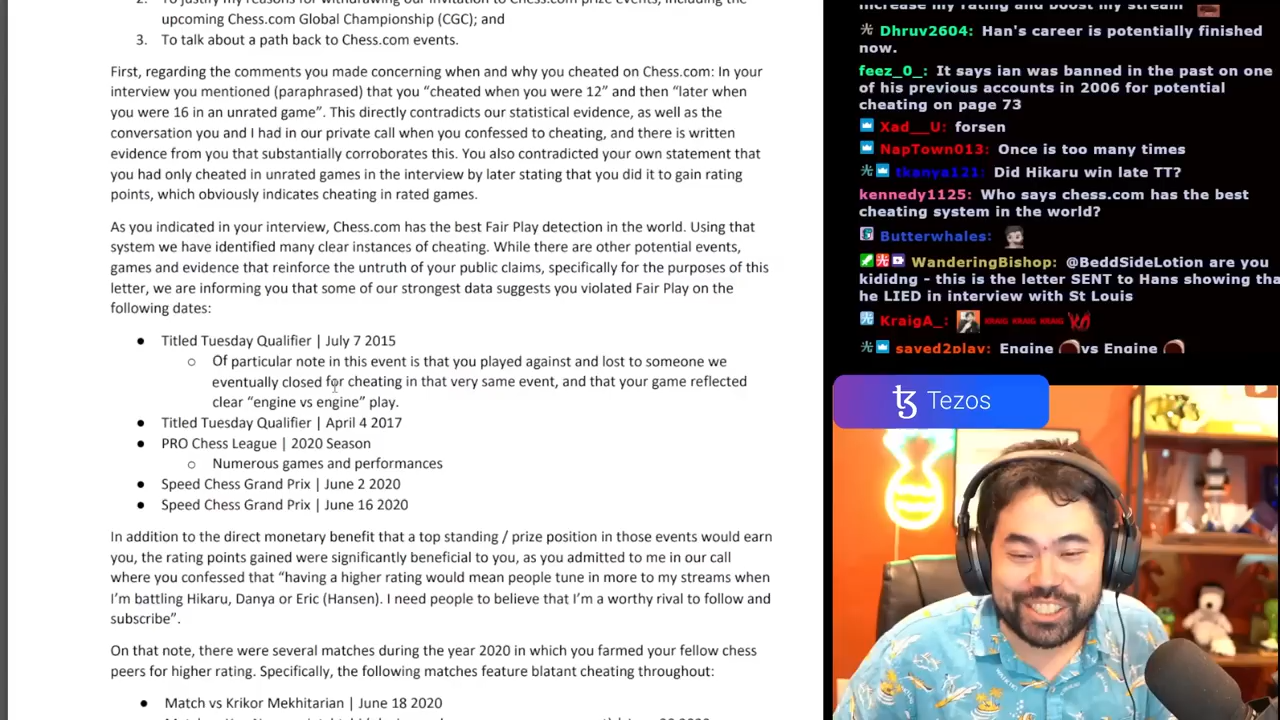 2. To justify my reasons for withdrawing our invitation to Chess.com prize events, including the
upcoming Chess.com Global Championship (CGC); and
3. To talk about a path back to Chess.com events.
First, regarding the comments you made concerning when and why you cheated on Chess.com: In your
interview you mentioned (paraphrased) that you “cheated when you were 12” and then “later when
you were 16 in an unrated game”. This directly contradicts our statistical evidence, as well as the
conversation you and I had in our private call when you confessed to cheating, and there is written
evidence from you that substantially corroborates this. You also contradicted your own statement that
you had only cheated in unrated games in the interview by later stating that you did it to gain rating
points, which obviously indicates cheating in rated games.
As you indicated in your interview, Chess.com has the best Fair Play detection in the world. Using that
system we have identified many clear instances of cheating. While there are other potential events,
games and evidence that reinforce the untruth of your public claims, specifically for the purposes of this
letter, we are informing you that some of our strongest data suggests you violated Fair Play on the
following dates:
● Titled Tuesday Qualifier | July 7 2015
○ Of particular note in this event is that you played against and lost to someone we
eventually closed for cheating in that very same event, and that your game reflected
clear “engine vs engine” play.
● Titled Tuesday Qualifier | April 4 2017
● PRO Chess League | 2020 Season
○ Numerous games and performances
● Speed Chess Grand Prix | June 2 2020
● Speed Chess Grand Prix | June 16 2020
In addition to the direct monetary benefit that a top standing / prize position in those events would earn
you, the rating points gained were significantly beneficial to you, as you admitted to me in our call
where you confessed that “having a higher rating would mean people tune in more to my streams when
I’m battling Hikaru, Danya or Eric (Hansen). I need people to believe that I’m a worthy rival to follow and
subscribe”.
On that note, there were several matches during the year 2020 in which you farmed your fellow chess
peers for higher rating. Specifically, the following matches feature blatant cheating throughout:
● Match vs Krikor Mekhitarian | June 18 2020
increase my rating and boost my stream
Dhruv2604: Han's career is potentially finished
now.
feez_0_: It says ian was banned in the past on one
of his previous accounts in 2006 for potential
cheating on page 73
Xad__U: forsen
NapTown013: Once is too many times
tkanya121: Did Hikaru win late TT?
kennedy1125: Who says chess.com has the best
cheating system in the world?
Butterwhales:
WanderingBishop: @BeddSideLotion are you
kididng - this is the letter SENT to Hans showing tha
he LIED in interview with St Louis
KraigA_: KRAIG KRAIG KRAIG
saved2play: Engine vs Engine
Tezos